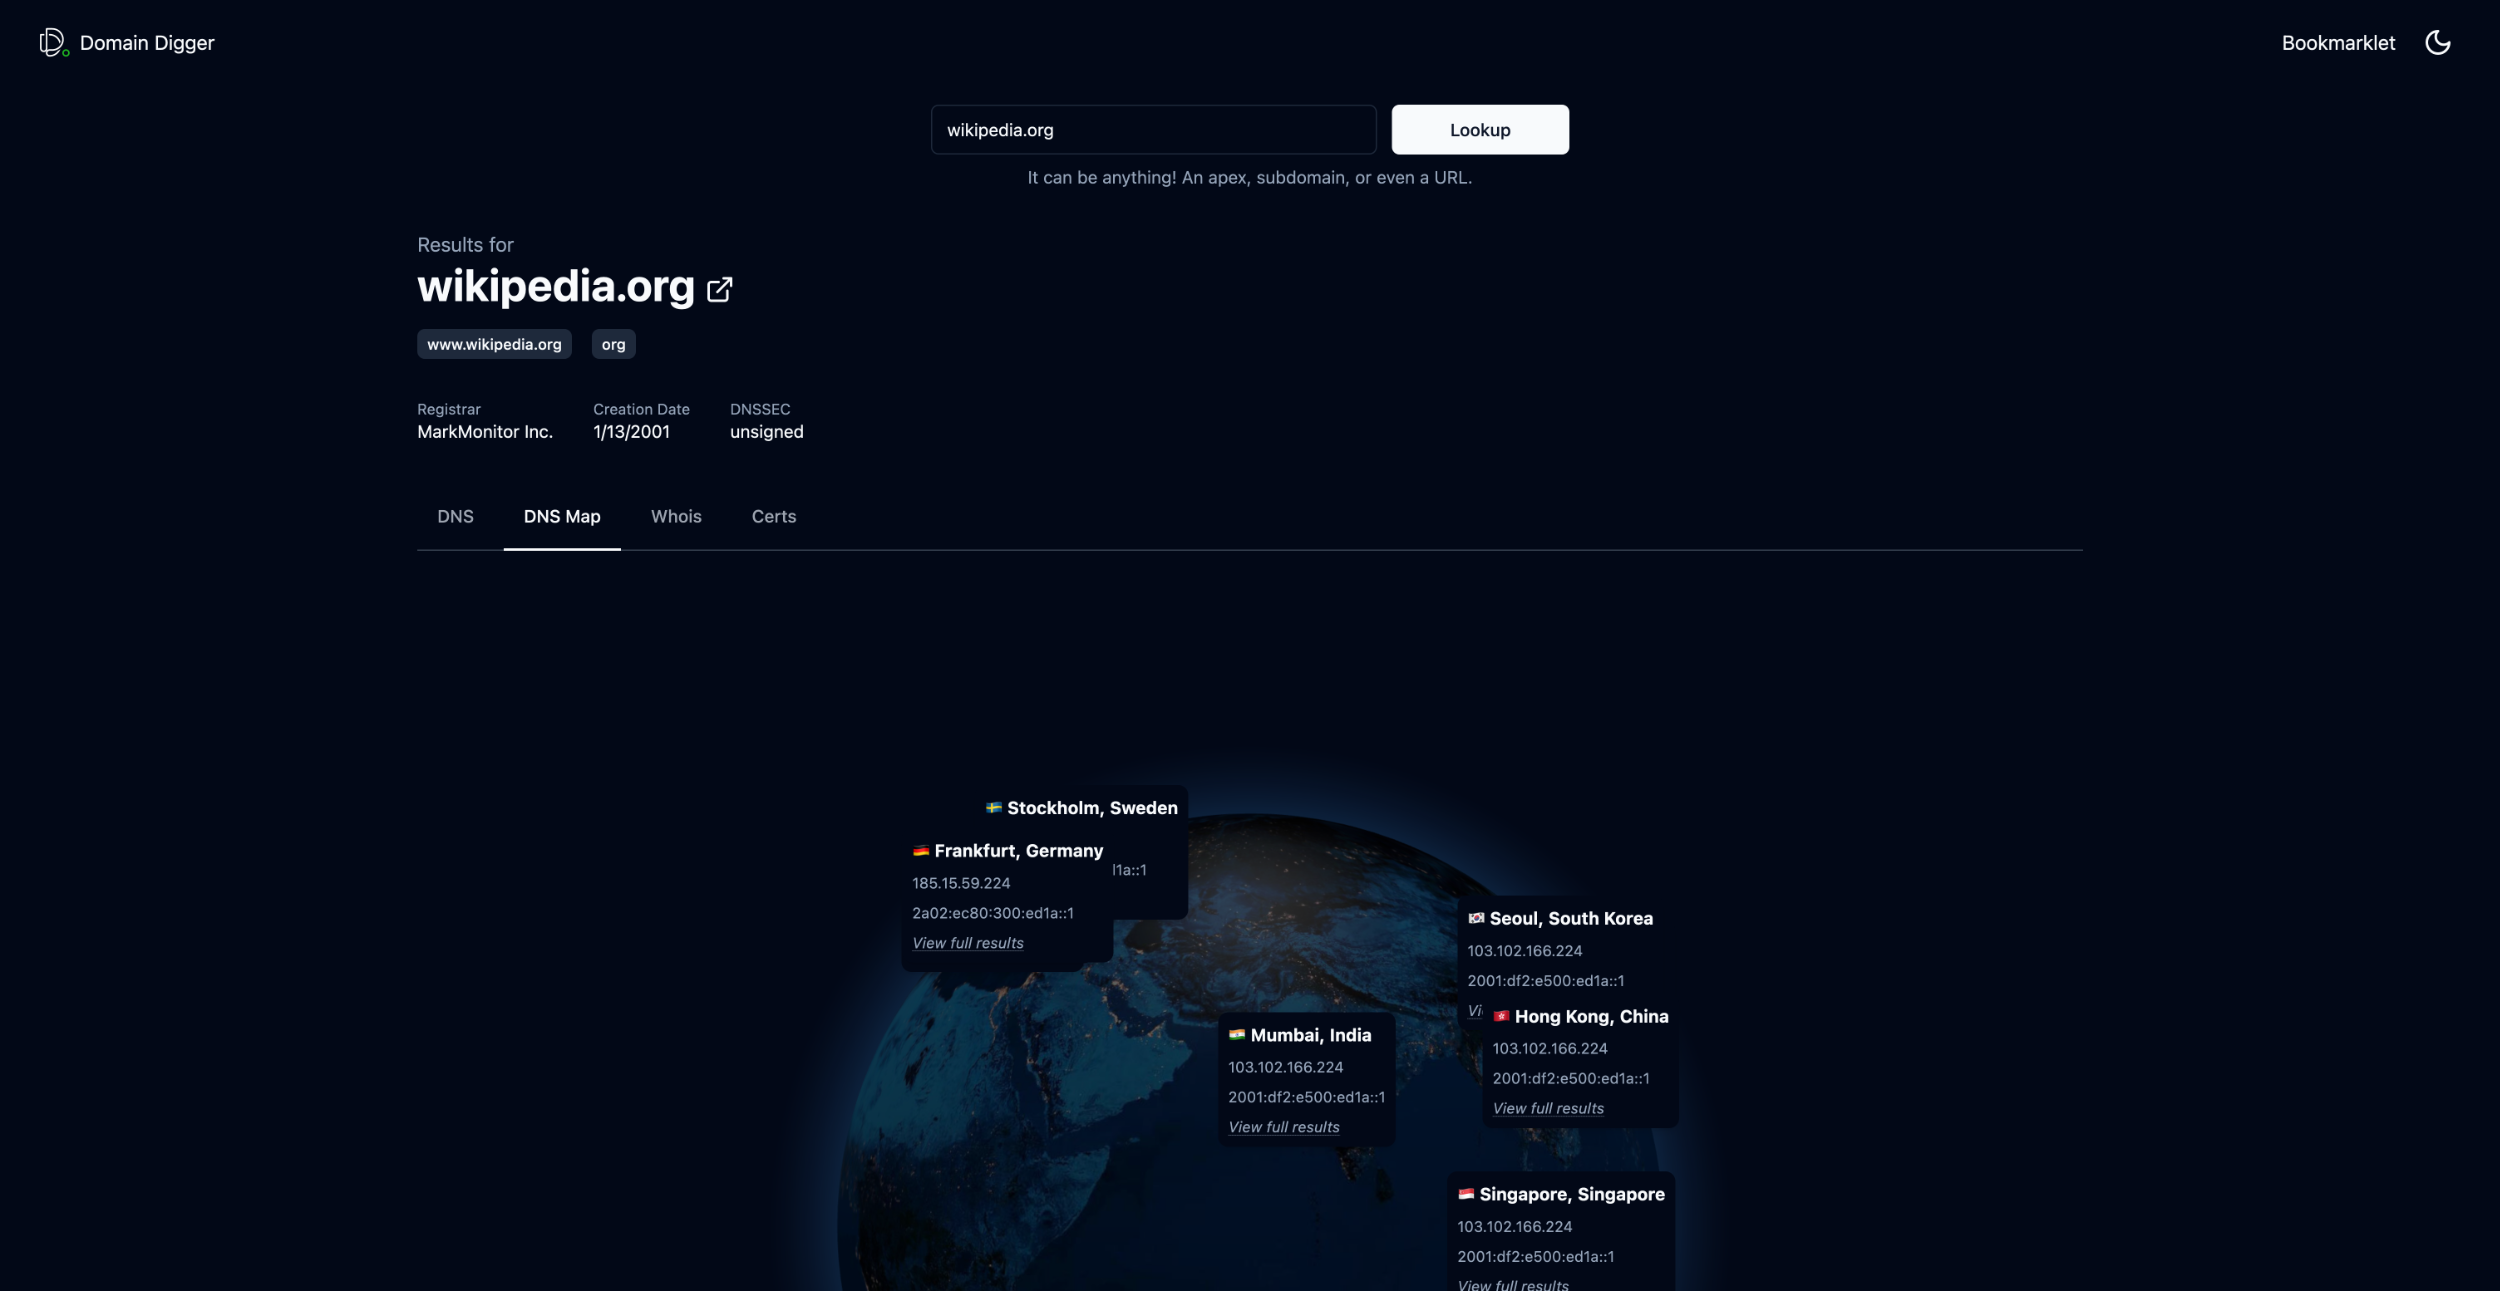 Domain Digger
Bookmarklet
wikipedia.org
Lookup
It can be anything! An apex, subdomain, or even a URL.
Results for
wikipedia.org
www.wikipedia.org
org
Registrar
MarkMonitor Inc.
Creation Date
1/13/2001
DNSSEC
unsigned
DNS
DNS Map
Whois
Certs
Stockholm, Sweden
1a::1
Frankfurt, Germany
185.15.59.224
2a02:ec80:300:ed1a::1
View full results
Seoul, South Korea
103.102.166.224
2001:df2:e500:ed1a::1
Vi
Hong Kong, China
103.102.166.224
2001:df2:e500:ed1a::1
View full results
Mumbai, India
103.102.166.224
2001:df2:e500:ed1a::1
View full results
Singapore, Singapore
103.102.166.224
2001:df2:e500:ed1a::1
View full results